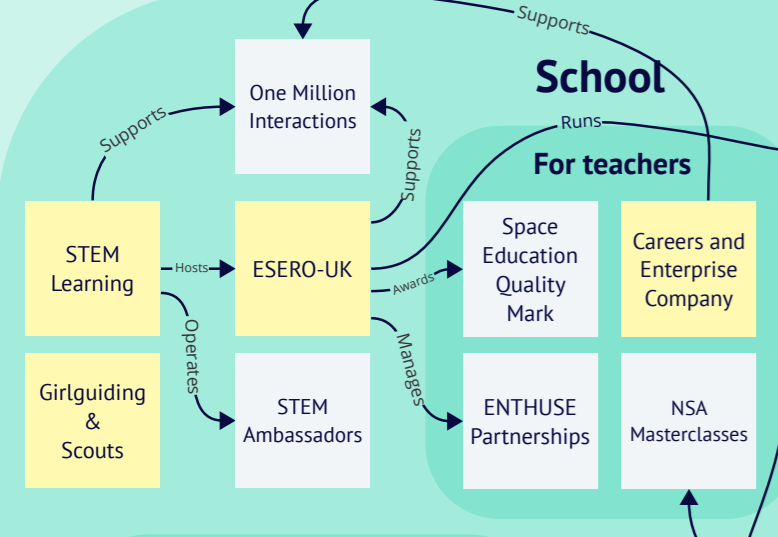 Supports
School
One Million
Interactions
Supports
Supports
Runs
For teachers
STEM
Learning
Hosts
ESERO-UK
Awards
Space
Education
Quality
Mark
Careers and
Enterprise
Company
Operates
Manages
Girlguiding
&
Scouts
STEM
Ambassadors
ENTHUSE
Partnerships
NSA
Masterclasses